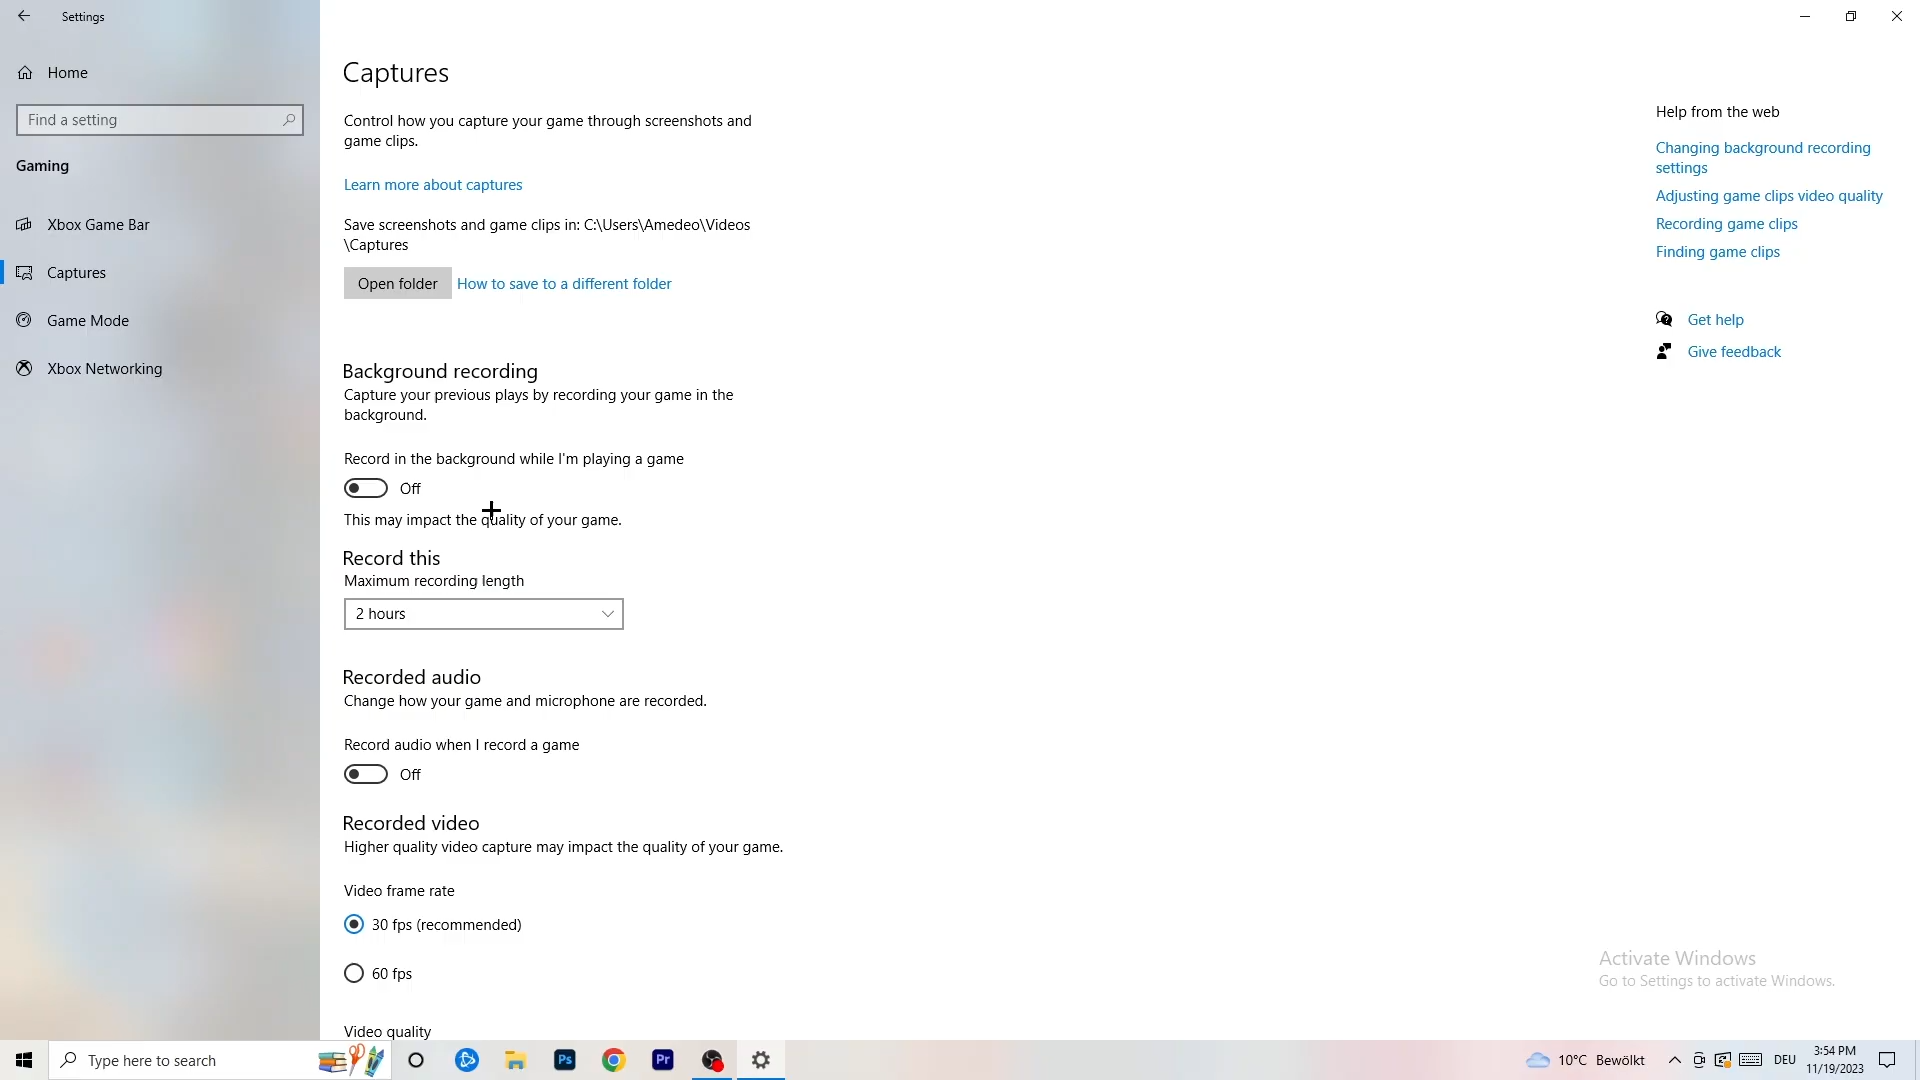 Settings
Home
Find a setting
Gaming
Xbox Game Bar
Captures
Game Mode
Xbox Networking
Captures
Control how you capture your game through screenshots and
game clips.
Learn more about captures
Save screenshots and game clips in: C:\Users\Amedeo\Videos
\Captures
Open folder
How to save to a different folder
Background recording
Capture your previous plays by recording your game in the
background.
Record in the background while I'm playing a game
Off
This may impact the quality of your game.
Record this
Maximum recording length
2 hours
Recorded audio
Change how your game and microphone are recorded.
Record audio when I record a game
Off
Recorded video
Higher quality video capture may impact the quality of your game.
Video frame rate
30 fps (recommended)
60 fps
Video quality
Help from the web
Changing background recording
settings
Adjusting game clips video quality
Recording game clips
Finding game clips
Get help
Give feedback
Activate Windows
Go to Settings to activate Windows.
Type here to search
Ps
Pr
10°C Bewölkt
DEU
3:54 PM
11/19/2023